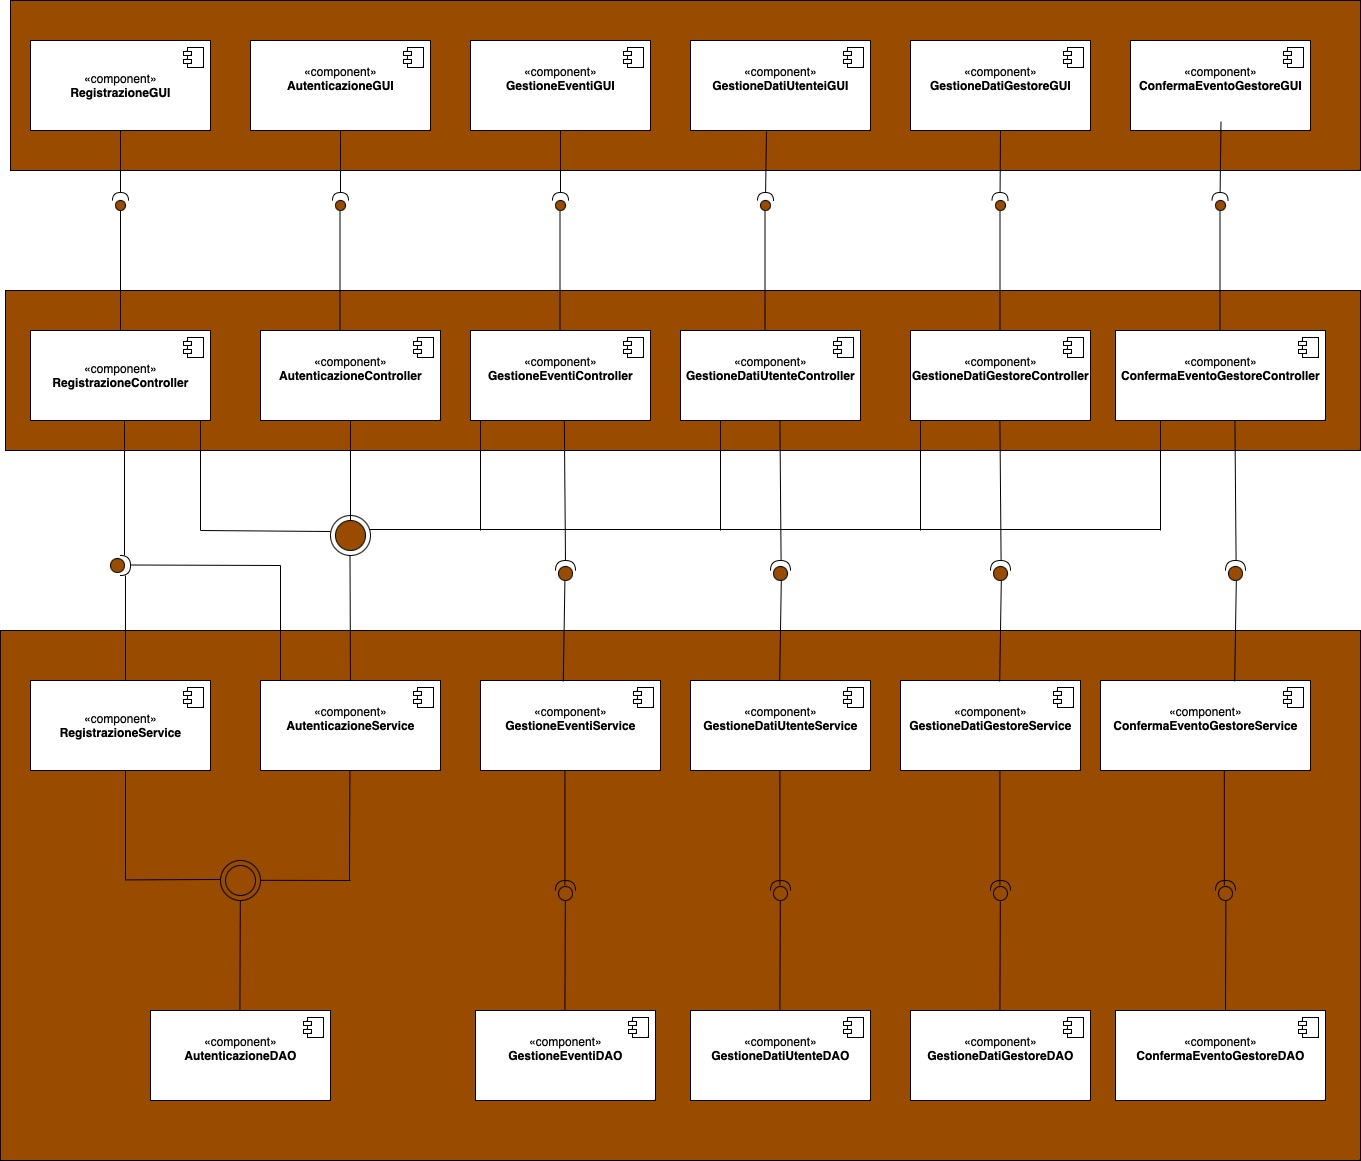 «component»
RegistrazioneGUI
«component»
AutenticazioneGUI
«component»
GestioneEventiGUI
«component»
GestioneDatiUtenteiGUI
«component»
GestioneDatiGestoreGUI
«component»
ConfermaEventoGestoreGUI
«component»
RegistrazioneController
«component»
AutenticazioneController
«component»
GestioneEventiController
«component»
GestioneDatiUtenteController
«component»
GestioneDatiGestoreController
«component»
ConfermaEventoGestoreController
«component»
RegistrazioneService
«component»
AutenticazioneService
«component»
GestioneEventiService
«component»
GestioneDatiUtenteService
«component»
GestioneDatiGestoreService
«component»
ConfermaEventoGestoreService
«component»
AutenticazioneDAO
«component»
GestioneEventiDAO
«component»
GestioneDatiUtenteDAO
«component»
GestioneDatiGestoreDAO
«component»
ConfermaEventoGestoreDAO